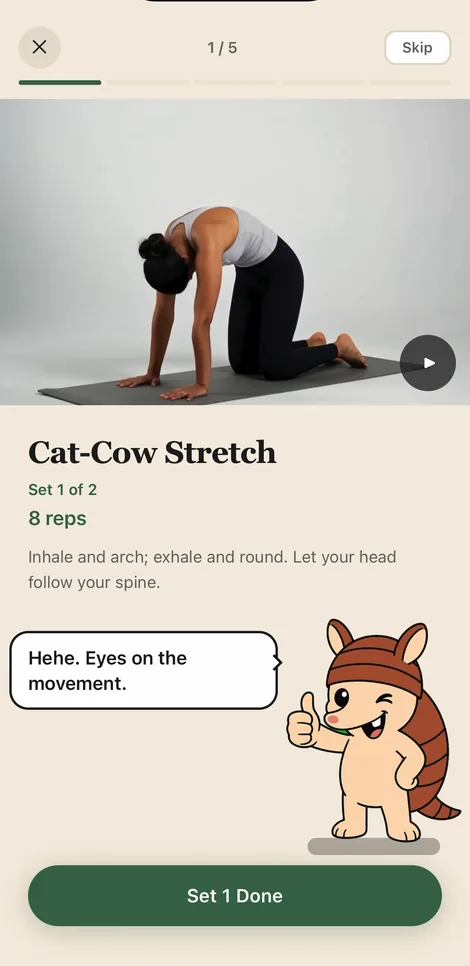 1 / 5
Skip
Cat-Cow Stretch
Set 1 of 2
8 reps
Inhale and arch; exhale and round. Let your head
follow your spine.
Hehe. Eyes on the
movement.
Set 1 Done